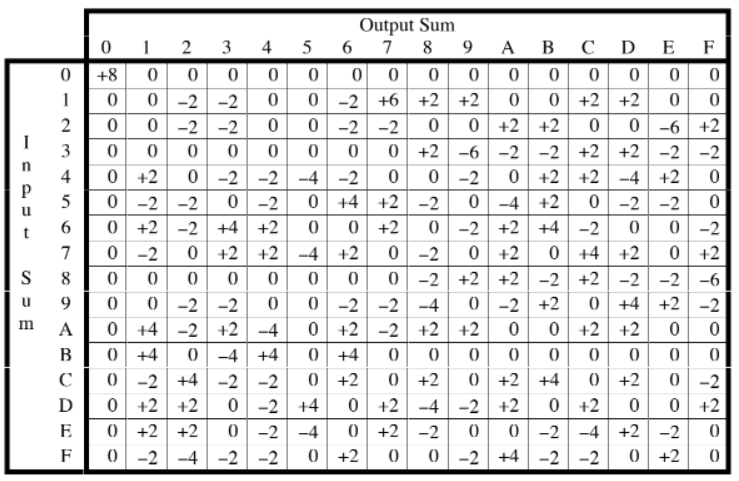 Output Sum
0 1 2 3 4 5 6 7 8 9 A B C D E F
Input Sum
0 +8 0 0 0 0 0 0 0 0 0 0 0 0 0 0 0
1 0 0 –2 –2 0 0 –2 +6 +2 +2 0 0 +2 +2 0 0
2 0 0 –2 –2 0 0 –2 –2 0 0 +2 +2 0 0 –6 +2
3 0 0 0 0 0 0 0 0 +2 –6 –2 –2 +2 +2 –2 –2
4 0 +2 0 –2 –2 –4 –2 0 0 –2 0 +2 +2 –4 +2 0
5 0 –2 –2 0 –2 0 +4 +2 –2 0 –4 +2 0 –2 –2 0
6 0 +2 –2 +4 +2 0 0 +2 0 –2 +2 +4 –2 0 0 –2
7 0 –2 0 +2 +2 –4 +2 0 –2 0 +2 0 +4 +2 0 +2
8 0 0 0 0 0 0 0 0 –2 +2 +2 –2 +2 –2 –2 –6
9 0 0 –2 –2 0 0 –2 –2 –4 0 –2 +2 0 +4 +2 –2
A 0 +4 –2 +2 –4 0 +2 –2 +2 +2 0 0 +2 +2 0 0
B 0 +4 0 –4 +4 0 +4 0 0 0 0 0 0 0 0 0
C 0 –2 +4 –2 –2 0 +2 0 +2 0 +2 +4 0 +2 0 –2
D 0 +2 +2 0 –2 +4 0 +2 –4 –2 +2 0 +2 0 0 +2
E 0 +2 +2 0 –2 –4 0 +2 –2 0 0 –2 –4 +2 –2 0
F 0 –2 –4 –2 –2 0 +2 0 0 –2 +4 –2 –2 0 +2 0